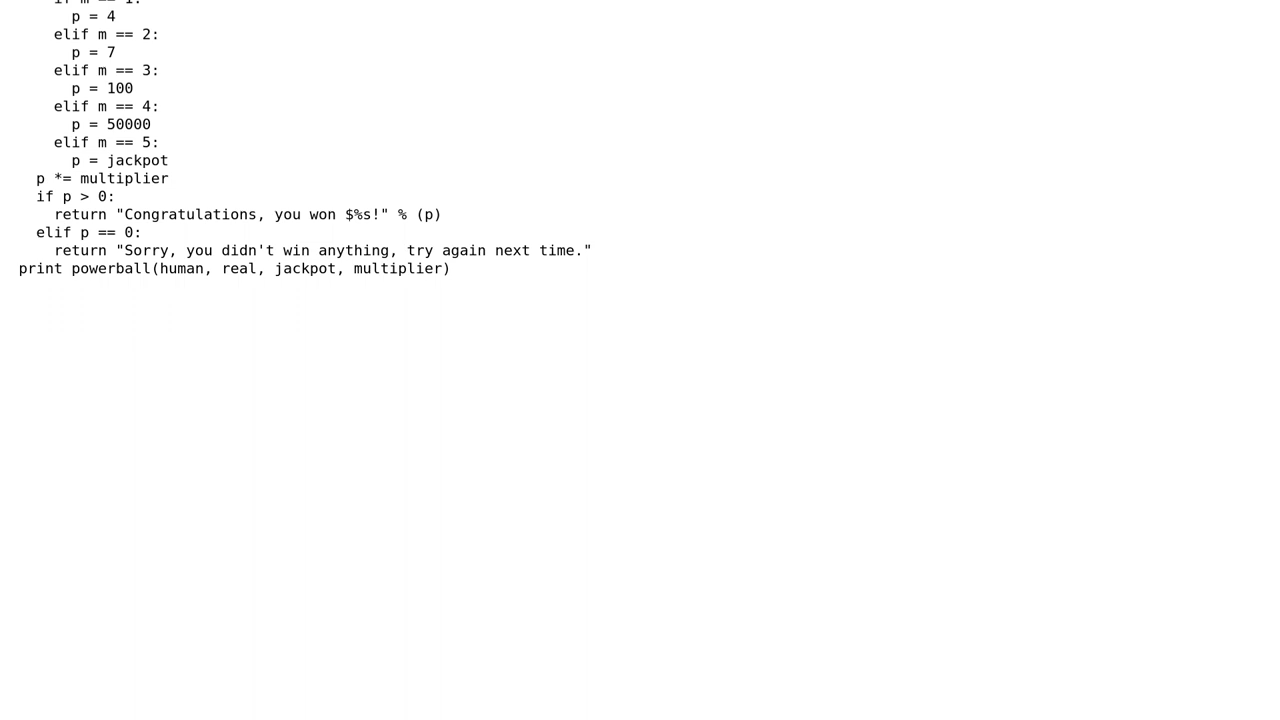 if m == 1:
p = 4
elif m == 2:
p = 7
elif m == 3:
p = 100
elif m == 4:
p = 50000
elif m == 5:
p = jackpot
p *= multiplier
if p > 0:
return "Congratulations, you won $%s!" % (p)
elif p == 0:
return "Sorry, you didn't win anything, try again next time."
print powerball(human, real, jackpot, multiplier)